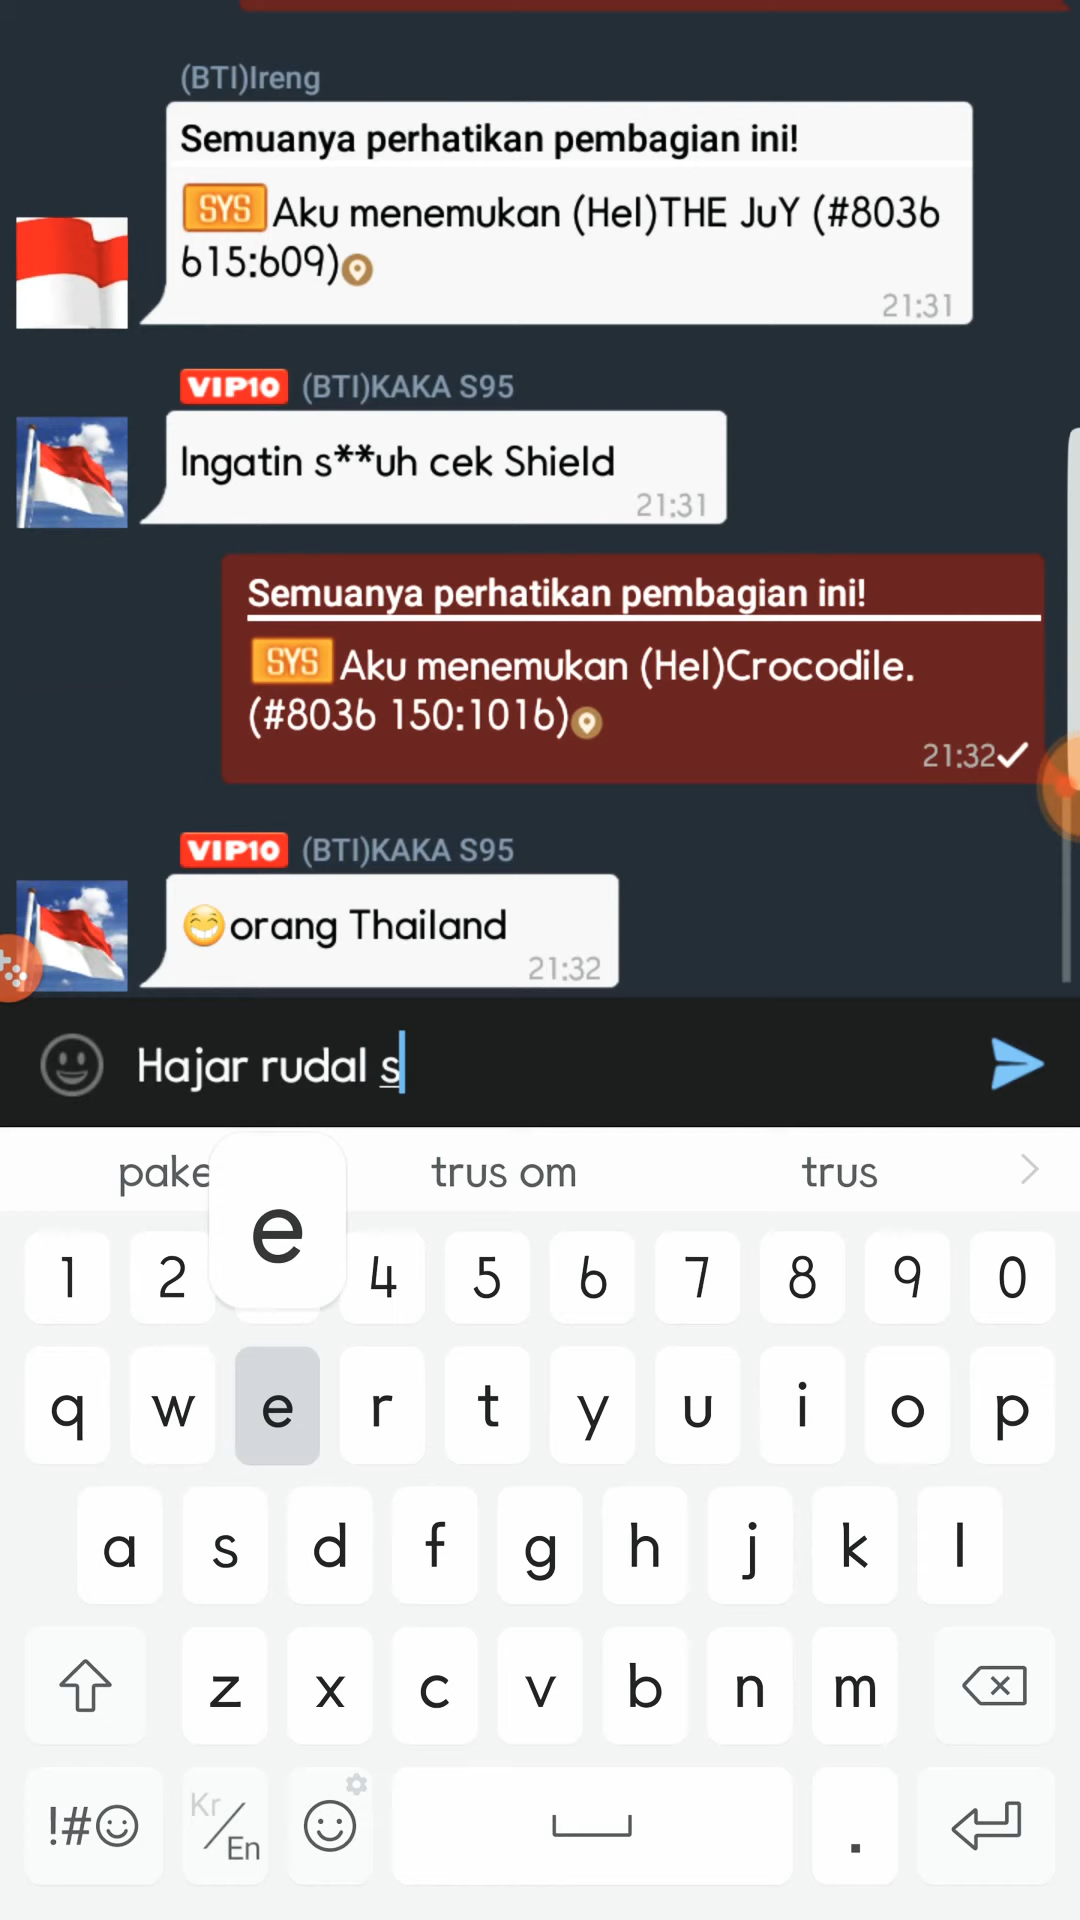 (BTI)Ireng
Semuanya perhatikan pembagian ini!
SYS Aku menemukan (Hel)THE JuY (#8036
615:609)
21:31
VIP10 (BTI)KAKA S95
Ingatin s**uh cek Shield
21:31
Semuanya perhatikan pembagian ini!
SYS Aku menemukan (Hel)Crocodile.
(#8036 150:1016)
21:32
VIP10 (BTI)KAKA S95
😁orang Thailand
21:32
Hajar rudal s
pake trus om trus
e
1 2 4 5 6 7 8 9 0
q w e r t y u i o p
a s d f g h j k l
z x c v b n m
!#☺ Kr/En .